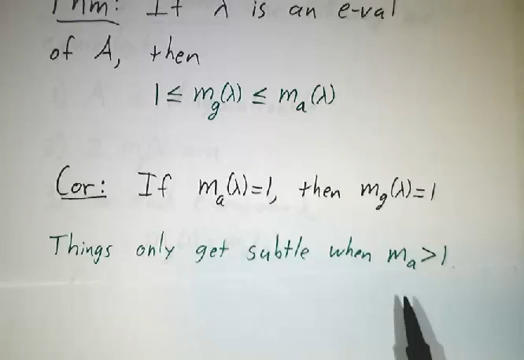 Thm: If λ is an e-val
of A, then
1 ≤ m_g(λ) ≤ m_a(λ)
Cor: If m_a(λ)=1, then m_g(λ)=1
Things only get subtle when m_a>1.